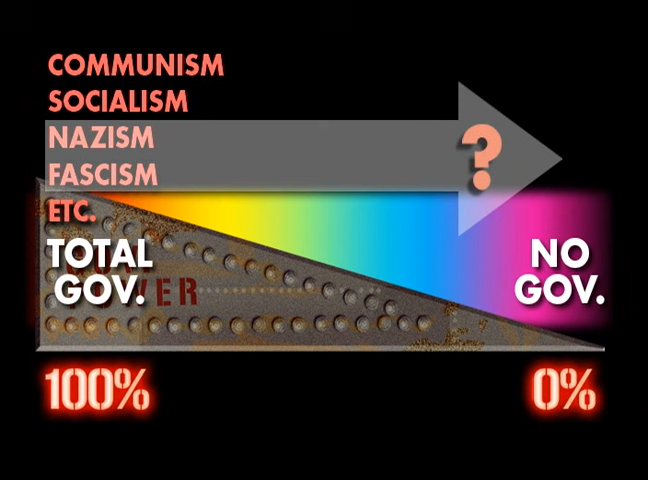 COMMUNISM
SOCIALISM
NAZISM
FASCISM
ETC.
?
TOTAL
GOV.
NO
GOV.
100%
0%